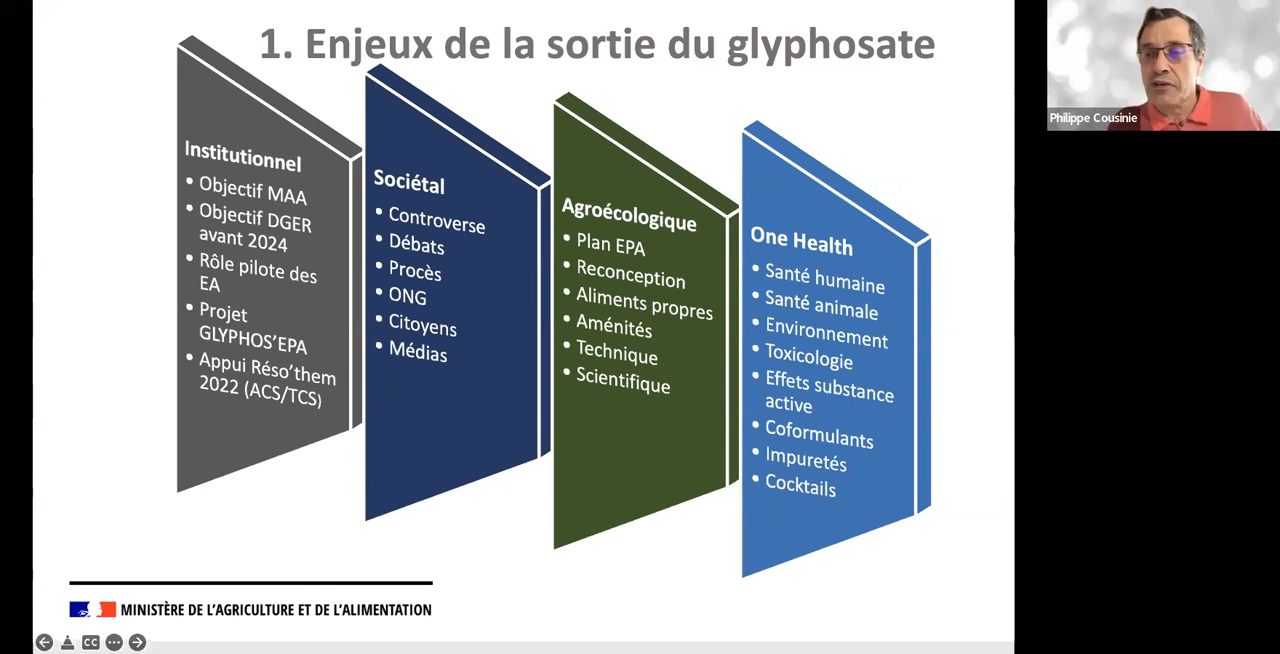 1. Enjeux de la sortie du glyphosate
Institutionnel
• Objectif MAA
• Objectif DGER
avant 2024
• Rôle pilote des
EA
• Projet
GLYPHOS’EPA
• Appui Réso’them
2022 (ACS/TCS)
Sociétal
• Controverse
• Débats
• Procès
• ONG
• Citoyens
• Médias
Agroécologique
• Plan EPA
• Reconception
• Aliments propres
• Aménités
• Technique
• Scientifique
One Health
• Santé humaine
• Santé animale
• Environnement
• Toxicologie
• Effets substance
active
• Coformulants
• Impuretés
• Cocktails
MINISTÈRE DE L’AGRICULTURE ET DE L’ALIMENTATION
CC
Philippe Cousinie